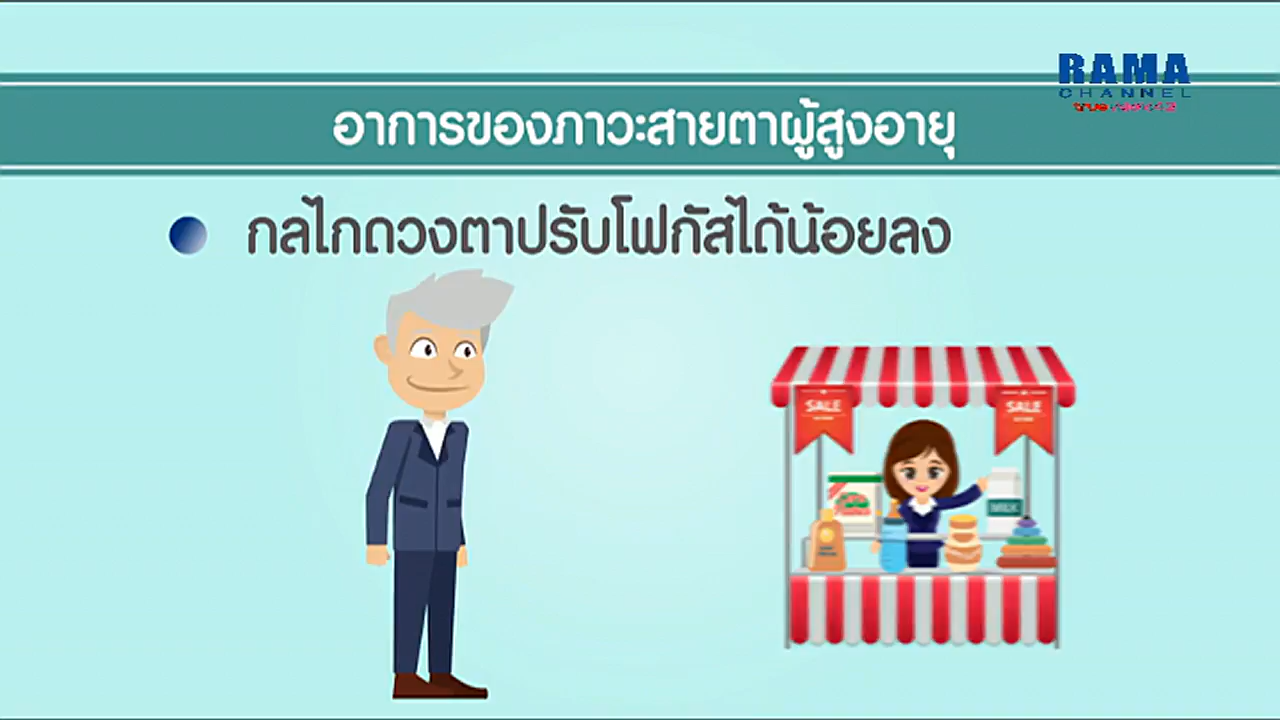 RAMA
CHANNEL
อาการของภาวะสายตาผู้สูงอายุ
กลไกดวงตาปรับโฟกัสได้น้อยลง
SALE
SALE
MILK